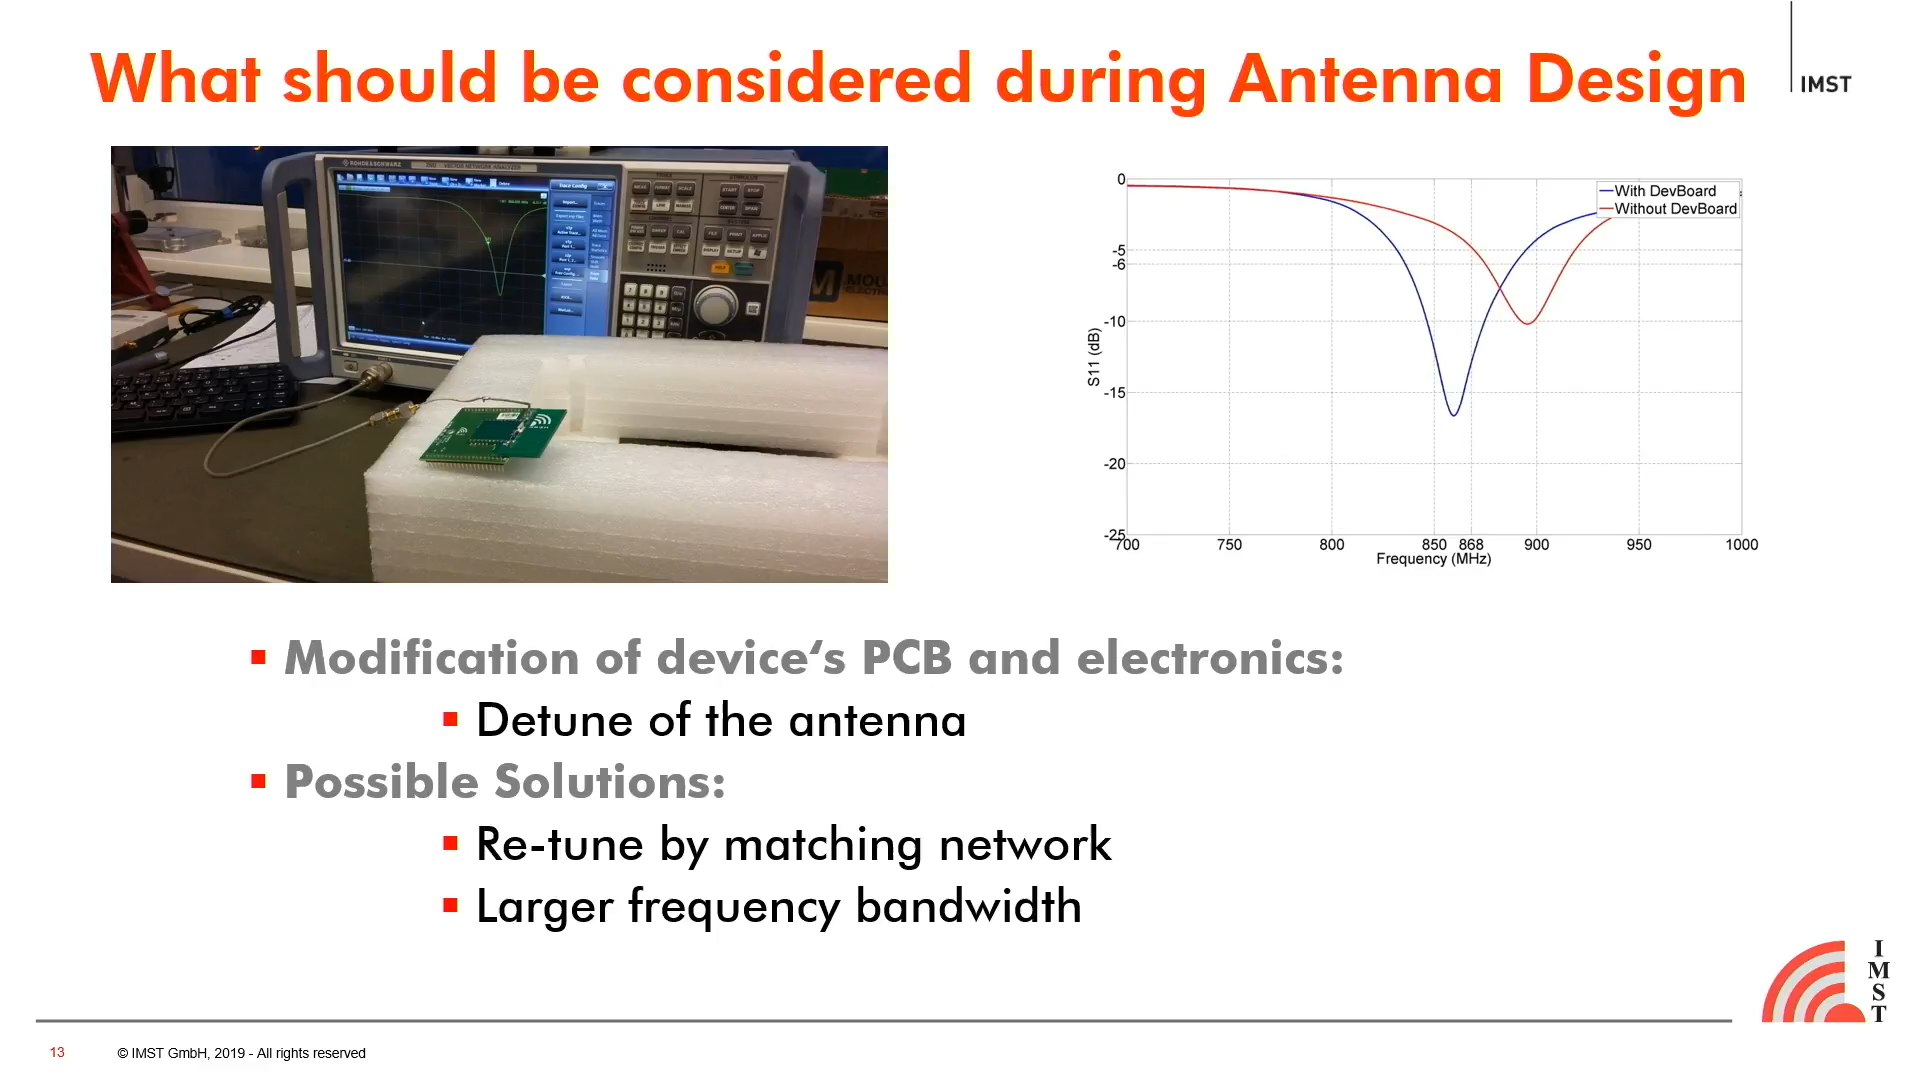 What should be considered during Antenna Design
IMST
ROHDE&SCHWARZ
0
-5
-6
-10
-15
-20
-25
S11 (dB)
With DevBoard
Without DevBoard
700
750
800
850
868
900
950
1000
Frequency (MHz)
Modification of device‘s PCB and electronics:
Detune of the antenna
Possible Solutions:
Re-tune by matching network
Larger frequency bandwidth
I
M
S
T
13
© IMST GmbH, 2019 - All rights reserved